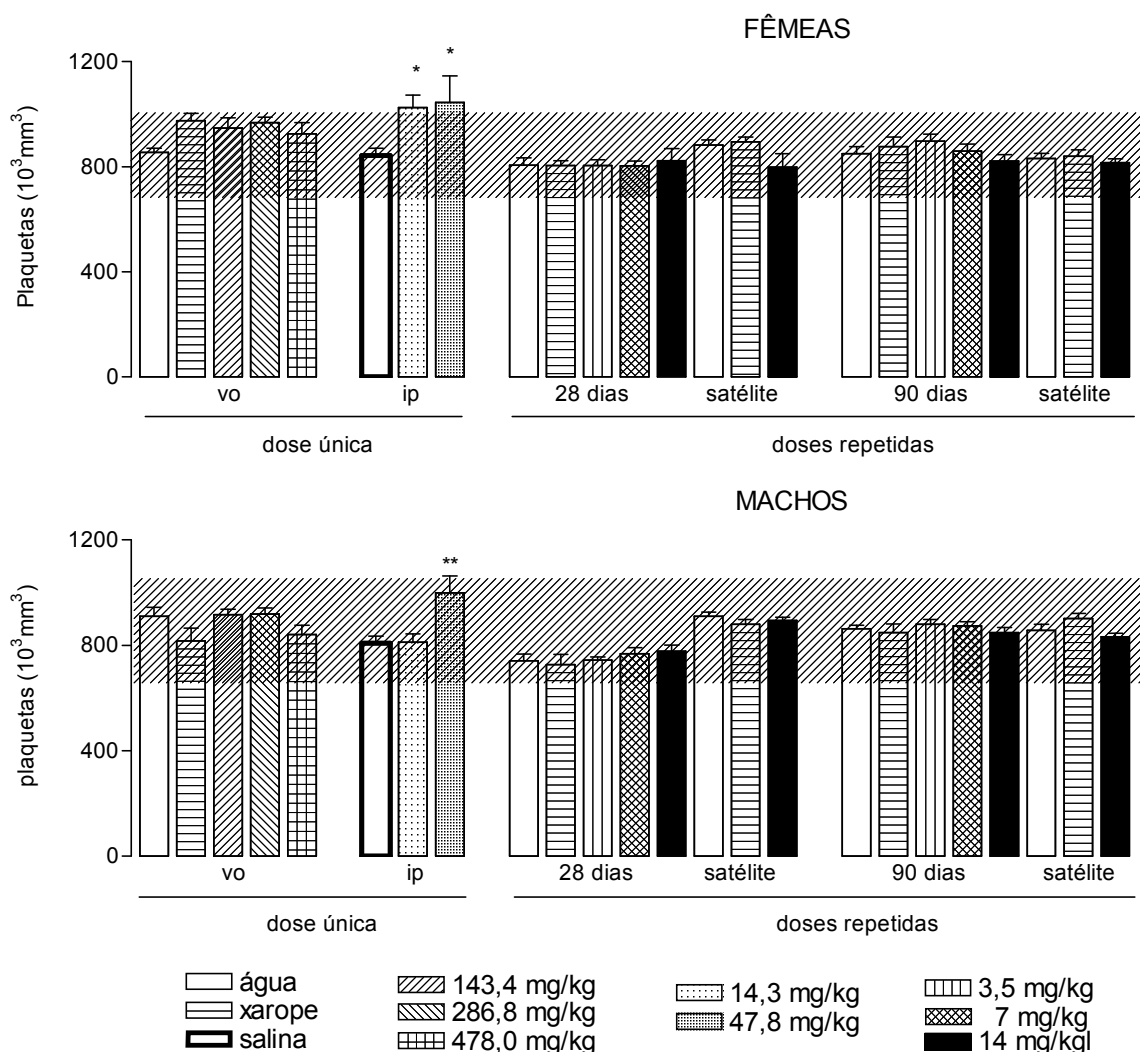 FÊMEAS
Plaquetas (10³mm³)
1200
800
400
0
* *
vo ip 28 dias satélite 90 dias satélite
dose única doses repetidas
MACHOS
plaquetas (10³mm³)
1200
800
400
0
**
vo ip 28 dias satélite 90 dias satélite
dose única doses repetidas
água 143,4 mg/kg 14,3 mg/kg 3,5 mg/kg
xarope 286,8 mg/kg 47,8 mg/kg 7 mg/kg
salina 478,0 mg/kg 14 mg/kgl